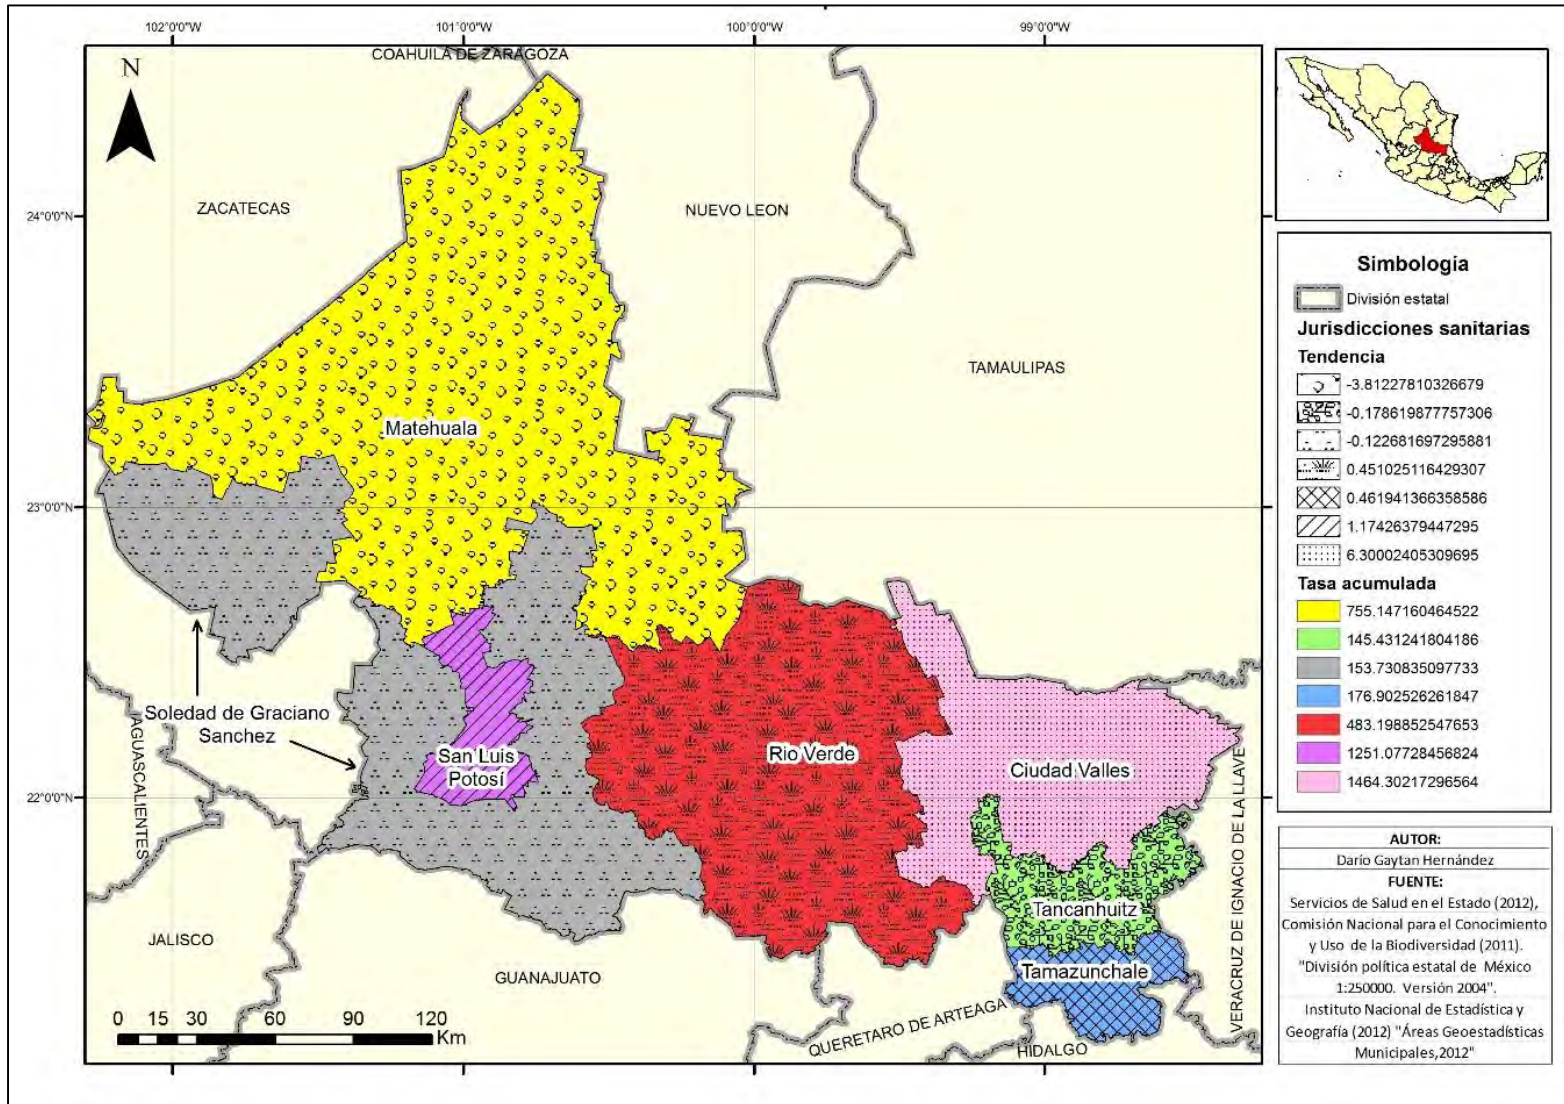 102°0'0"W
101°0'0"W
100°0'0"W
99°0'0"W
24°0'0"N
23°0'0"N
22°0'0"N
N
COAHUILA DE ZARAGOZA
ZACATECAS
NUEVO LEON
TAMAULIPAS
Matehuala
Soledad de Graciano
Sanchez
San Luis
Potosí
Rio Verde
Ciudad Valles
Tancanhuitz
Tamazunchale
AGUASCALIENTES
JALISCO
GUANAJUATO
QUERETARO DE ARTEAGA
HIDALGO
VERACRUZ DE IGNACIO DE LA LLAVE
0 15 30 60 90 120
Km
Simbología
División estatal
Jurisdicciones sanitarias
Tendencia
-3.81227810326679
-0.178619877757306
-0.122681697295881
0.451025116429307
0.461941366358586
1.17426379447295
6.30002405309695
Tasa acumulada
755.147160464522
145.431241804186
153.730835097733
176.902526261847
483.198852547653
1251.07728456824
1464.30217296564
AUTOR:
Darío Gaytan Hernández
FUENTE:
Servicios de Salud en el Estado (2012),
Comisión Nacional para el Conocimiento
y Uso de la Biodiversidad (2011).
"División política estatal de México
1:250000. Versión 2004".
Instituto Nacional de Estadística y
Geografía (2012) "Áreas Geoestadísticas
Municipales,2012"